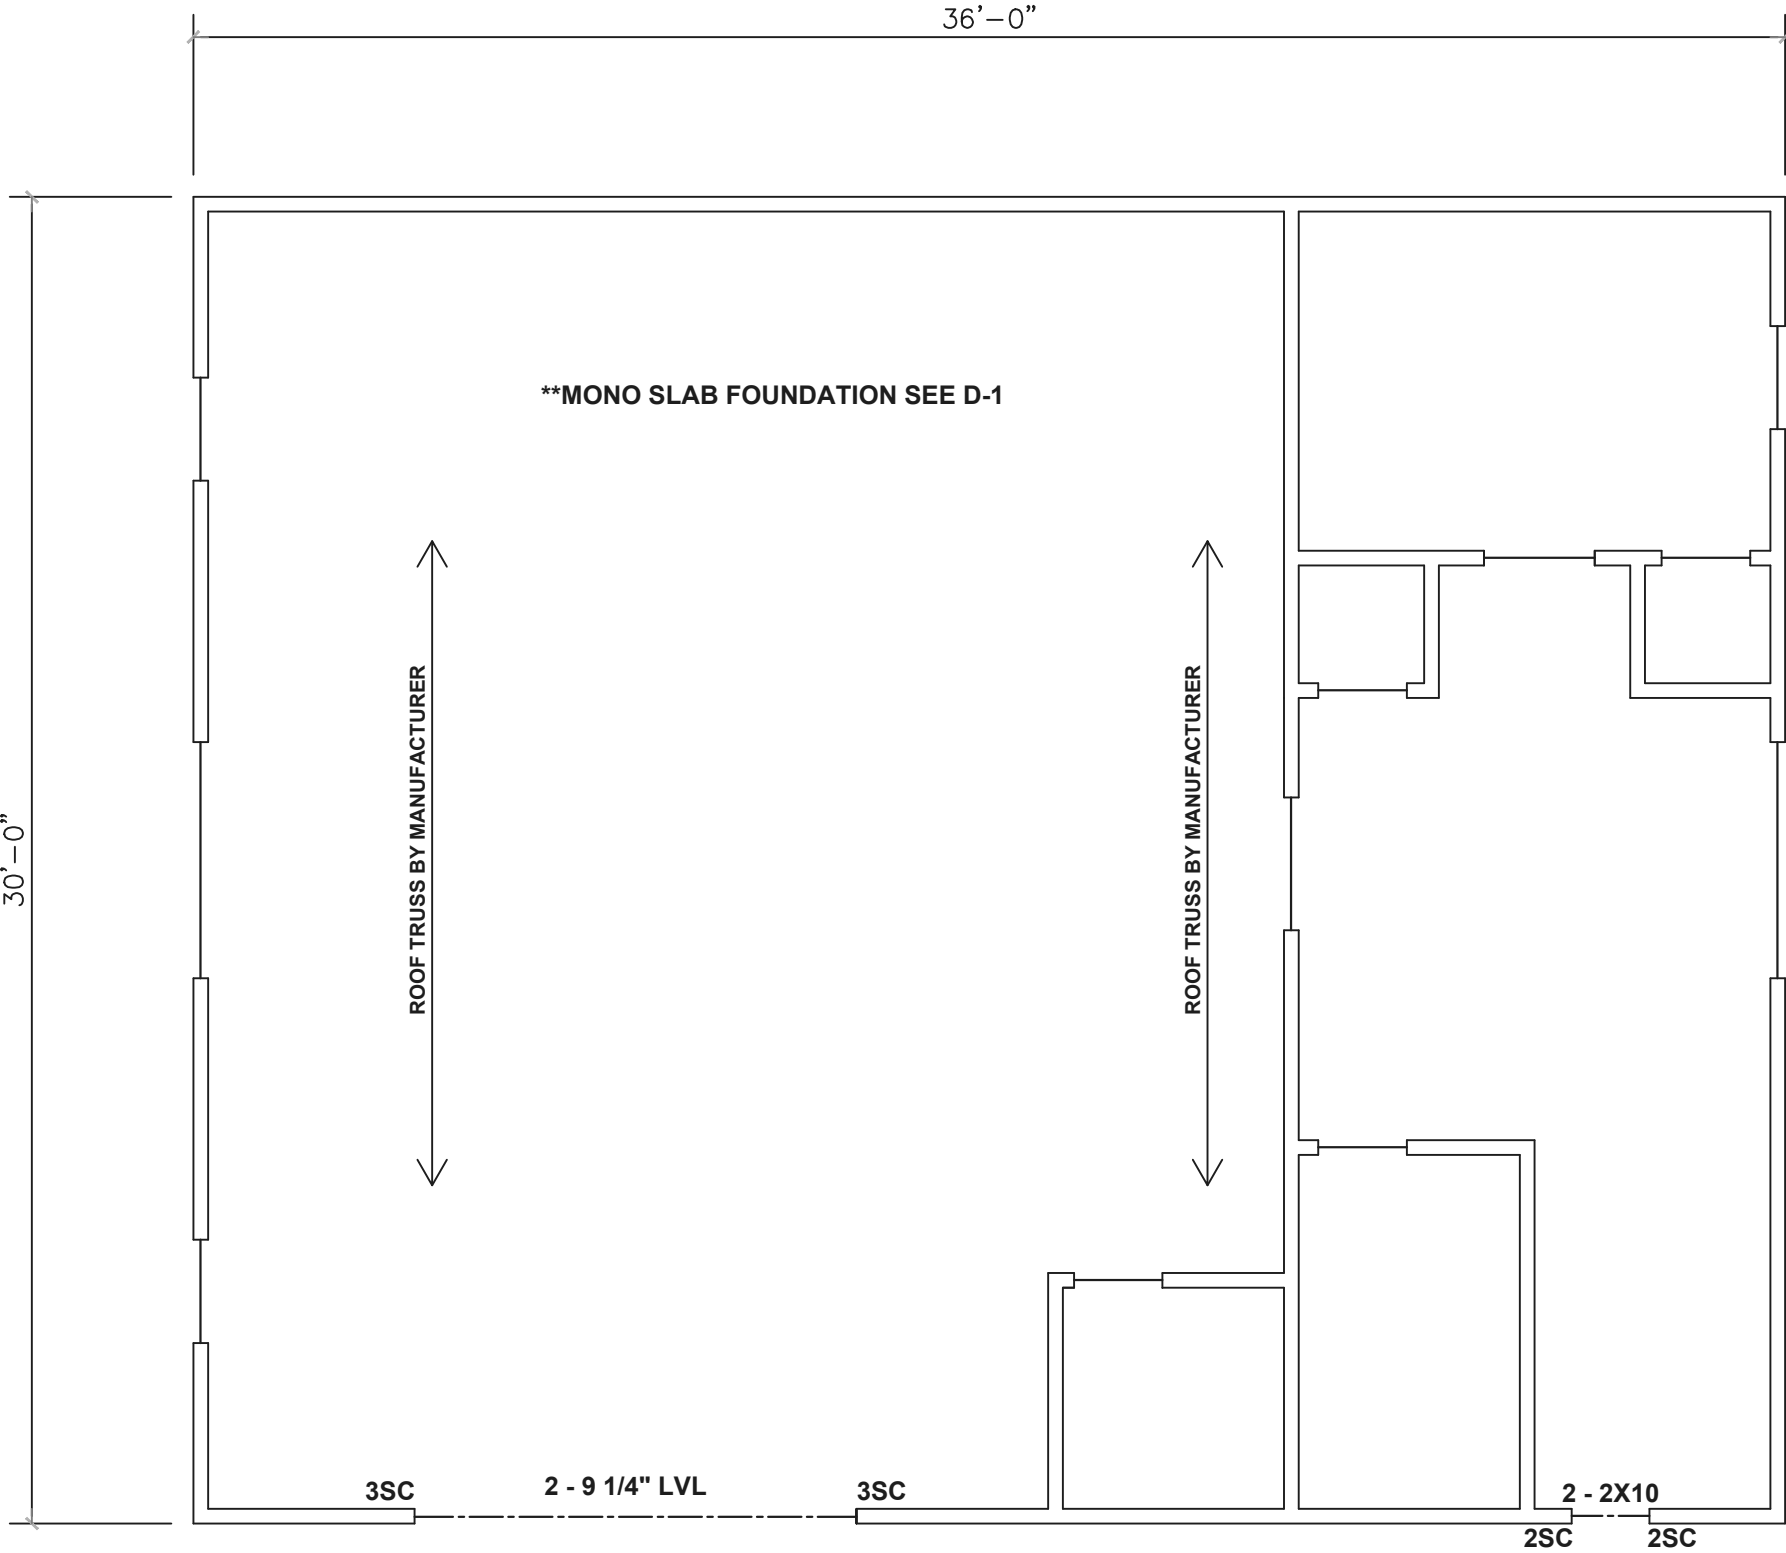 36’–0”
**MONO SLAB FOUNDATION SEE D-1
ROOF TRUSS BY MANUFACTURER
ROOF TRUSS BY MANUFACTURER
30’–0”
3SC
2 - 9 1/4" LVL
3SC
2 - 2X10
2SC
2SC